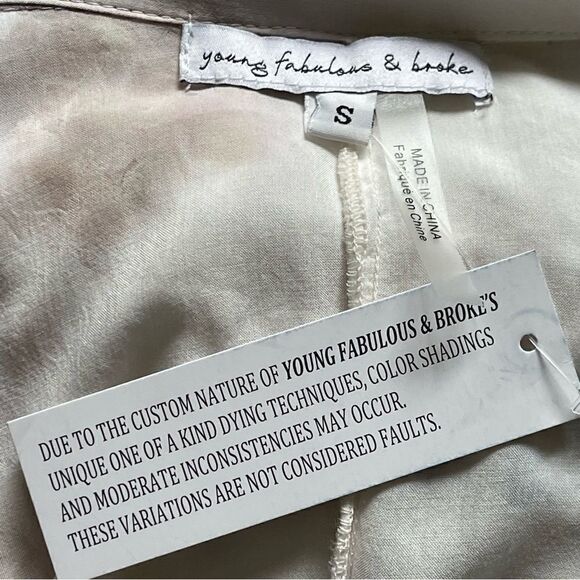 young fabulous & broke
S
MADE IN CHINA
Fabriqué en Chine
DUE TO THE CUSTOM NATURE OF YOUNG FABULOUS & BROKE'S
UNIQUE ONE OF A KIND DYING TECHNIQUES, COLOR SHADINGS
AND MODERATE INCONSISTENCIES MAY OCCUR.
THESE VARIATIONS ARE NOT CONSIDERED FAULTS.